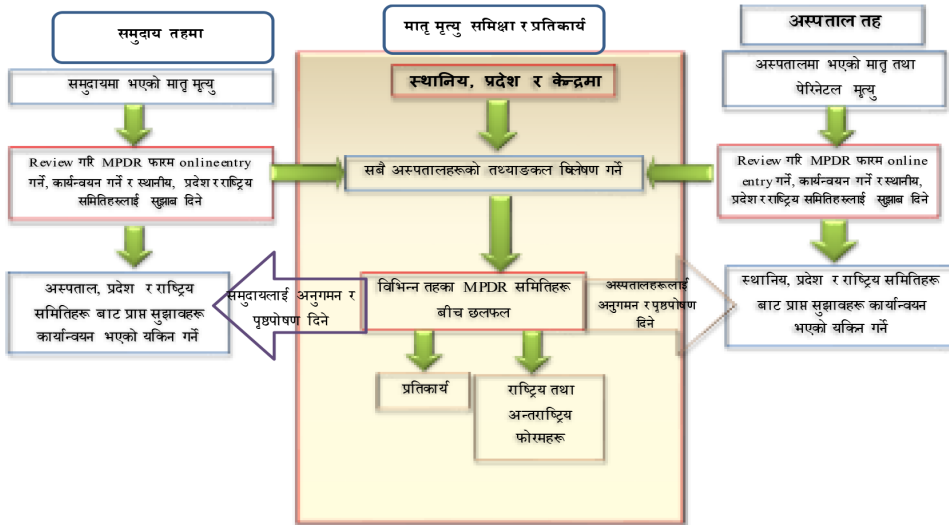 समुदाय तहमा
समुदायमा भएको मातृ मृत्यु
Review गरि MPDR फारम onlineentry
गर्ने, कार्यन्वयन गर्ने र स्थानीय, प्रदेश र राष्ट्रिय
समितिहरुलाई सुझाब दिने
अस्पताल, प्रदेश र राष्ट्रिय
समितिहरू बाट प्राप्त सुझावहरू
कार्यान्वयन भएको यकिन गर्ने
समुदायलाई अनुगमन र
पृष्ठपोषण दिने
मातृ मृत्यु समिक्षा र प्रतिकार्य
स्थानिय, प्रदेश र केन्द्रमा
सबै अस्पतालहरूको तथ्याङकल बिलेषण गर्ने
विभिन्न तहका MPDR समितिहरू
बीच छलफल
प्रतिकार्य
राष्ट्रिय तथा
अन्तराष्ट्रिय
फोरमहरू
अस्पतालहरूलाई
अनुगमन र पृष्ठपोषण
दिने
अस्पताल तह
अस्पतालमा भएको मातृ तथा
पेरिनेटल मृत्यु
Review गरि MPDR फारम online
entry गर्ने, कार्यन्वयन गर्ने र स्थानीय,
प्रदेश र राष्ट्रिय समितिहरुलाई सुझाब दिने
स्थानिय, प्रदेश र राष्ट्रिय समितिहरु
बाट प्राप्त सुझावहरू कार्यान्वयन
भएको यकिन गर्ने